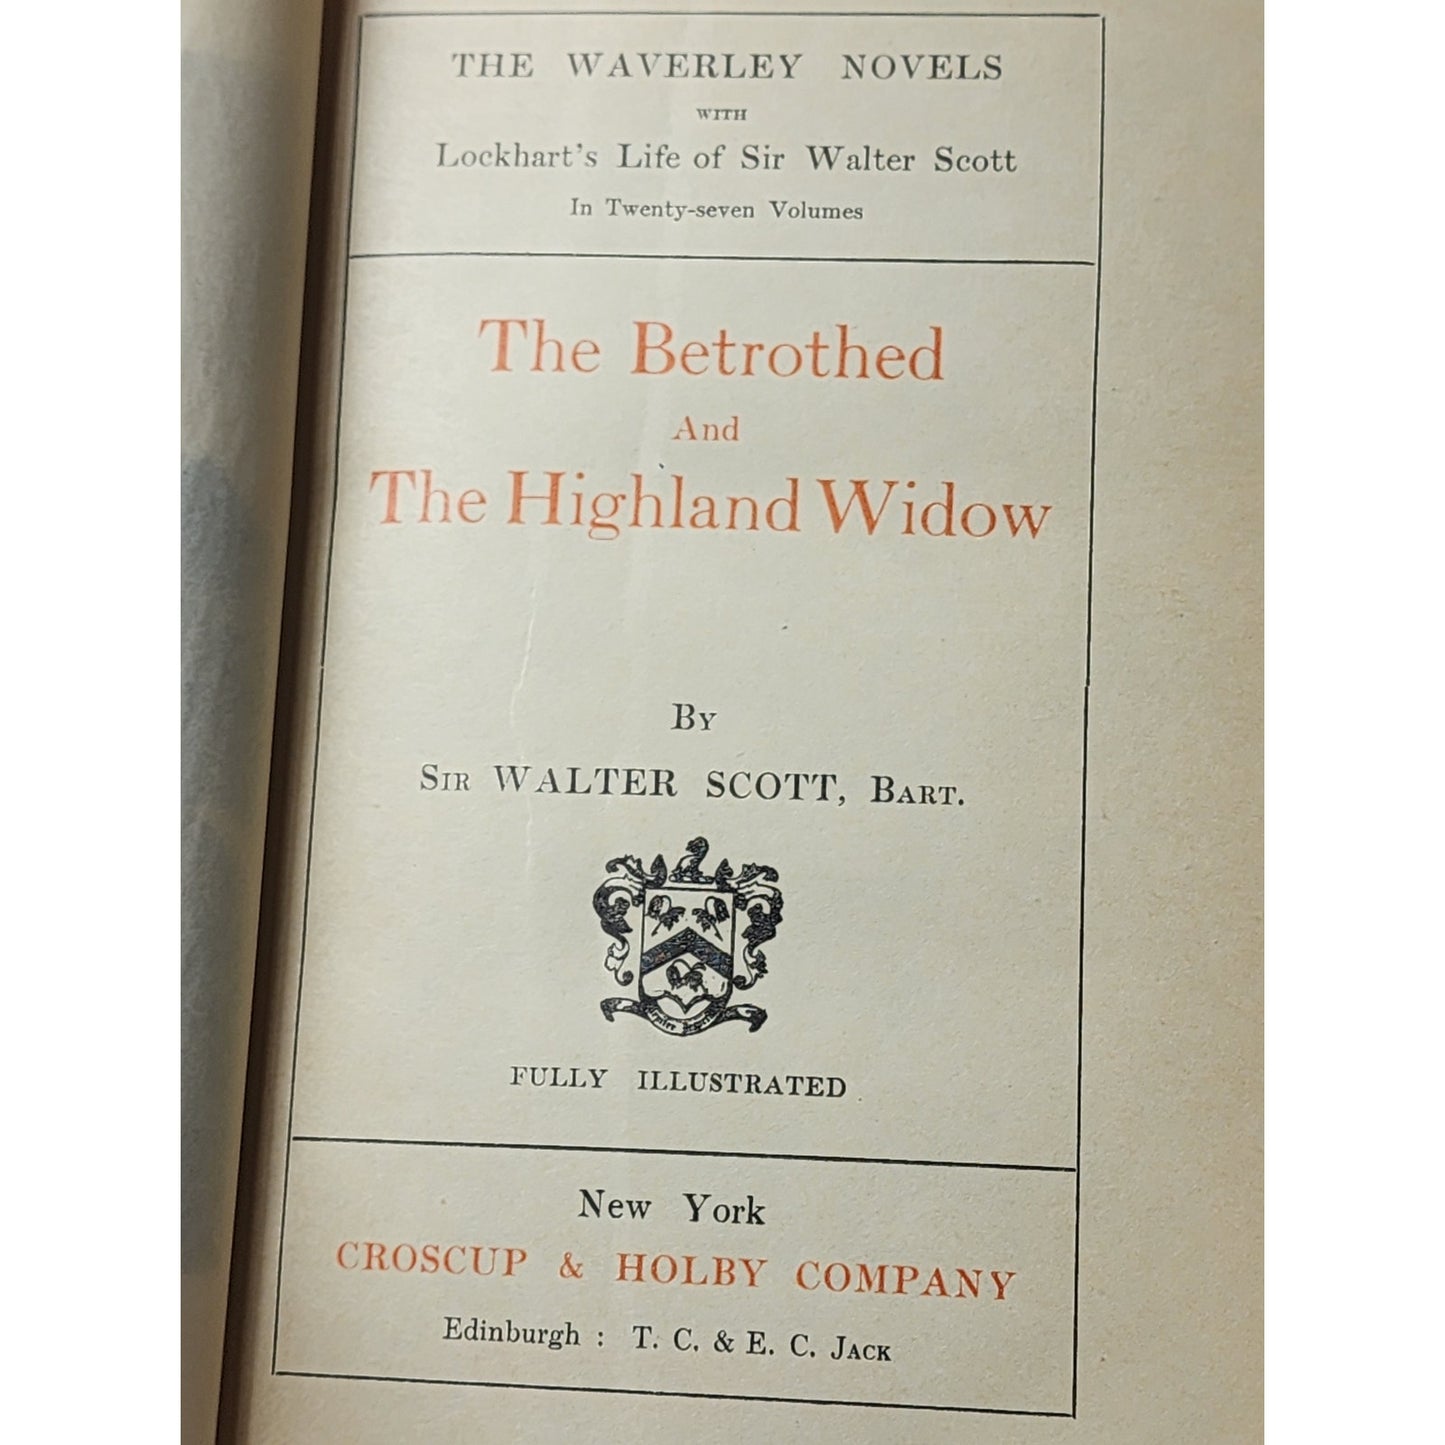 THE WAVERLEY NOVELS
WITH
Lockhart's Life of Sir Walter Scott
In Twenty-seven Volumes
The Betrothed
And
The Highland Widow
By
Sir WALTER SCOTT, Bart.
FULLY ILLUSTRATED
New York
CROSCUP & HOLBY COMPANY
Edinburgh : T. C. & E. C. Jack